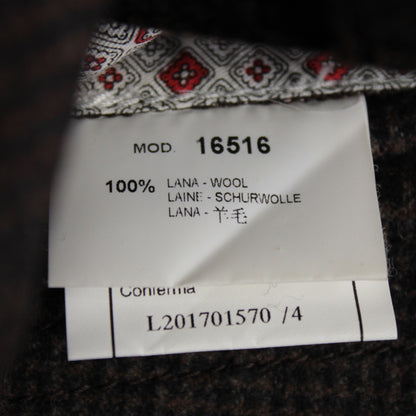 MOD. 16516
100% LANA - WOOL
LAINE - SCHURWOLLE
LANA - 羊毛
Conferma
L201701570 /4